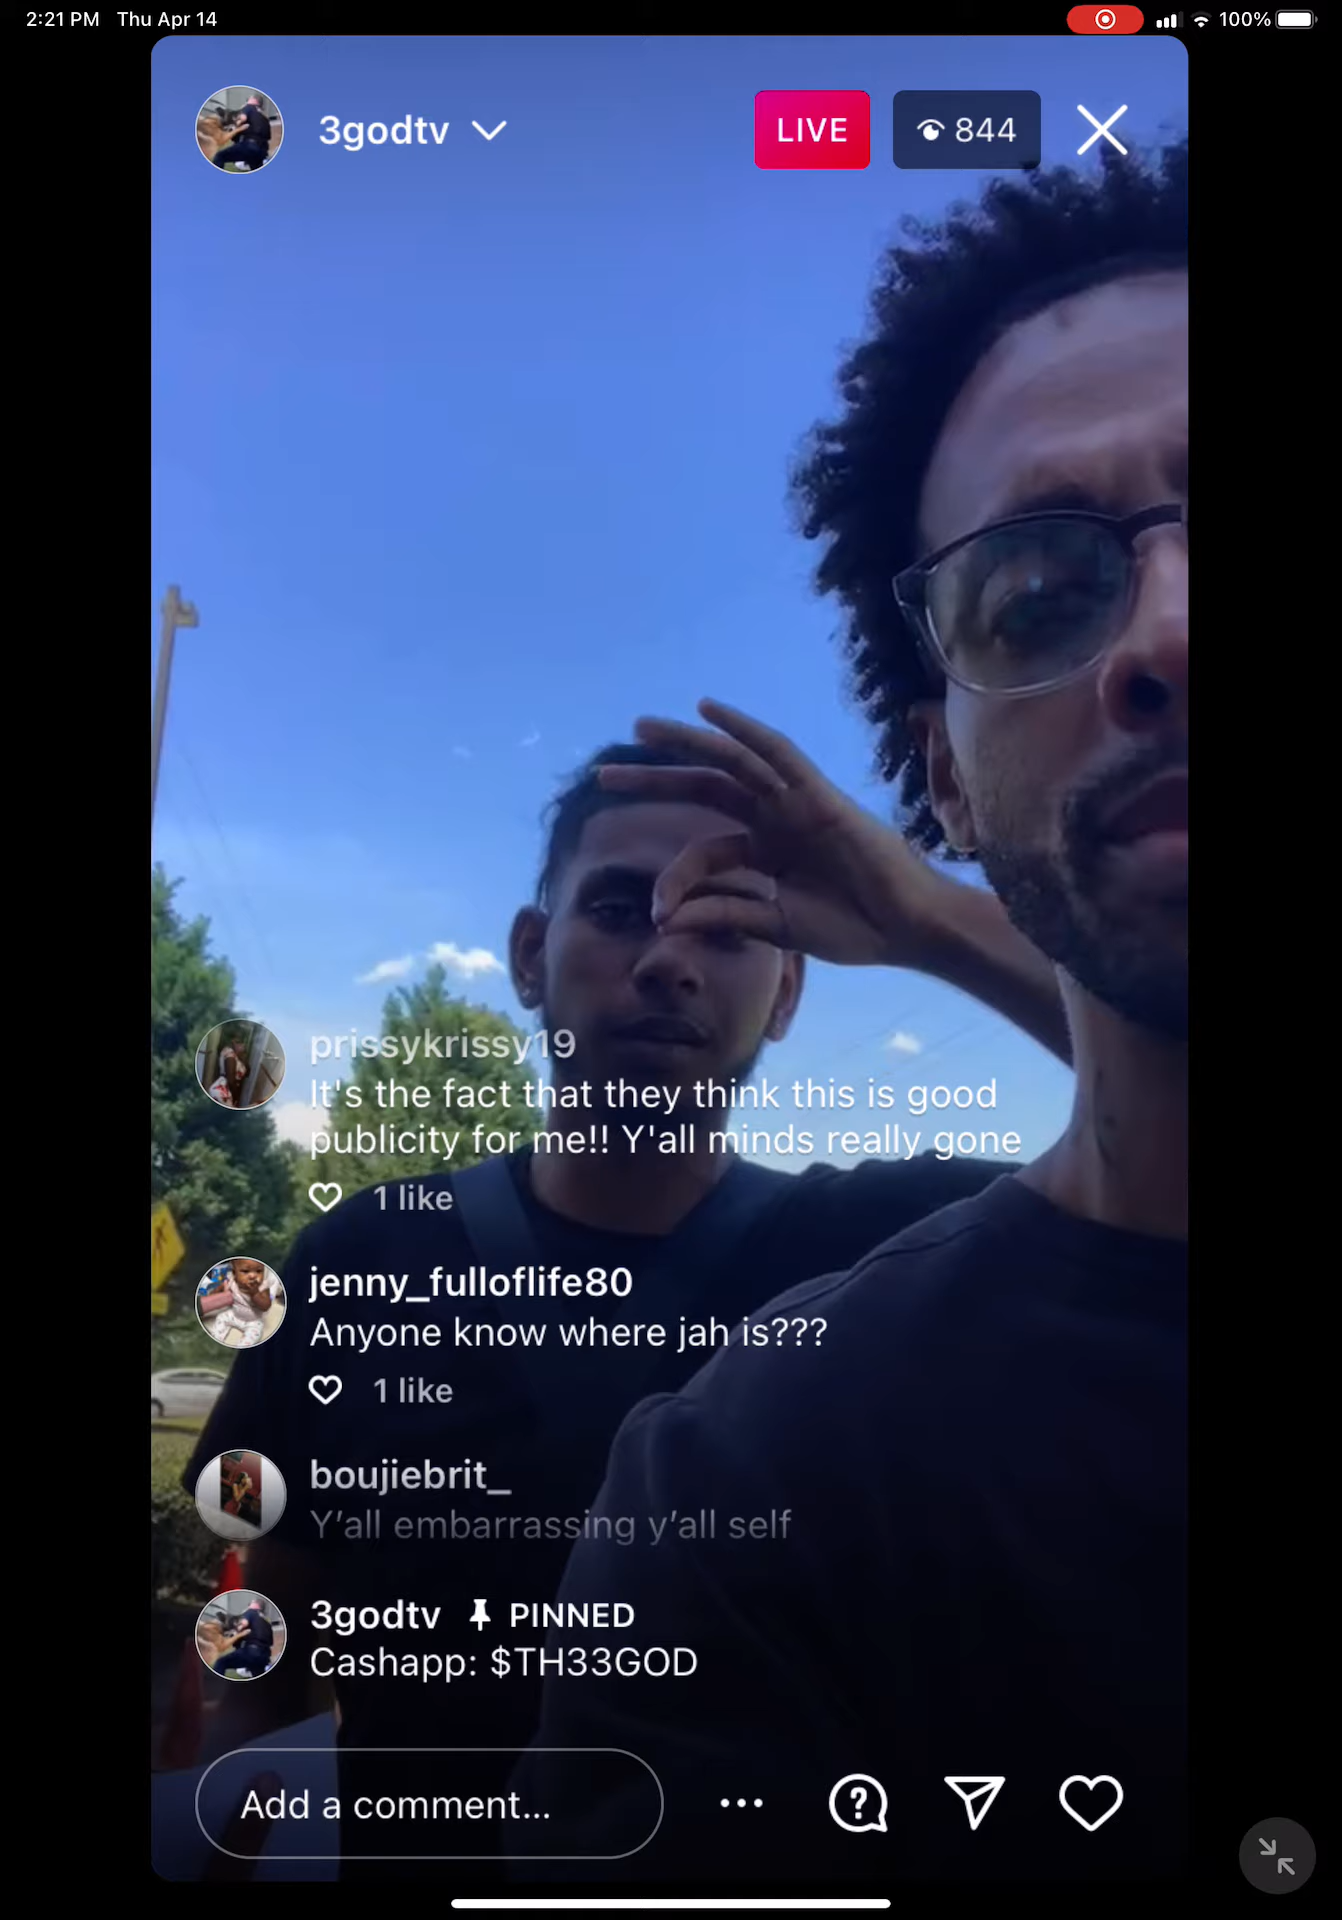 2:21 PM Thu Apr 14
100%
3godtv
LIVE
844
prissykrissy19
It's the fact that they think this is good
publicity for me!! Y'all minds really gone
1 like
jenny_fulloflife80
Anyone know where jah is???
1 like
boujiebrit_
Y’all embarrassing y’all self
3godtv PINNED
Cashapp: $TH33GOD
Add a comment...